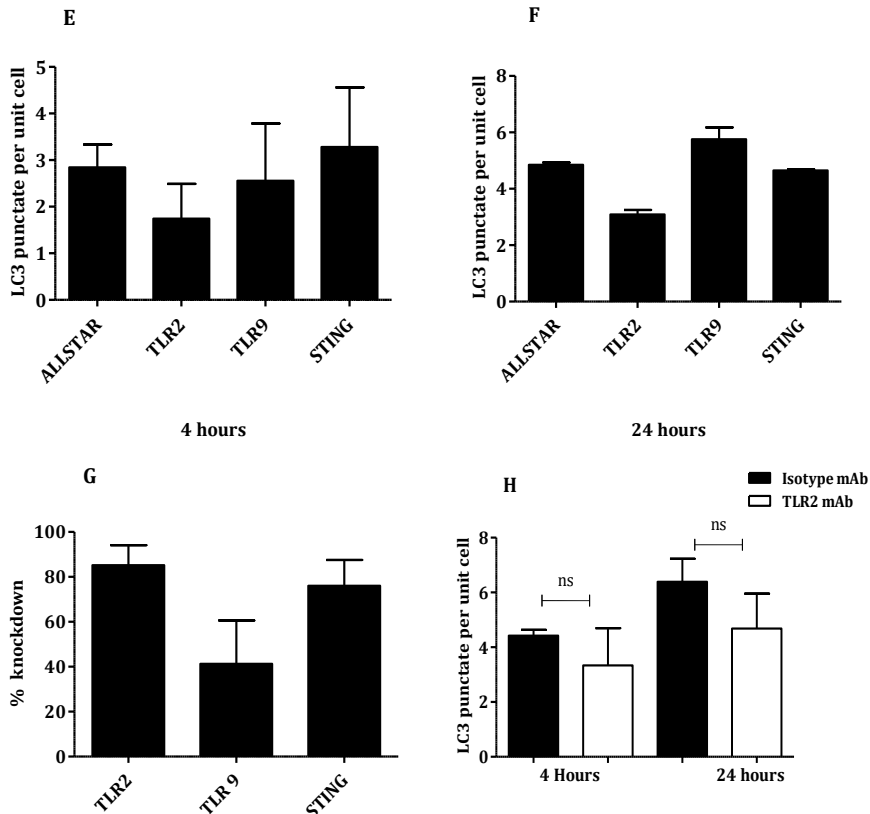 E
LC3 punctate per unit cell
5
4
3
2
1
0
ALLSTAR
TLR2
TLR9
STING
4 hours
F
LC3 punctate per unit cell
8
6
4
2
0
ALLSTAR
TLR2
TLR9
STING
24 hours
G
% knockdown
100
80
60
40
20
0
TLR2
TLR 9
STING
H
Isotype mAb
TLR2 mAb
LC3 punctate per unit cell
8
6
4
2
0
ns
ns
4 Hours
24 hours